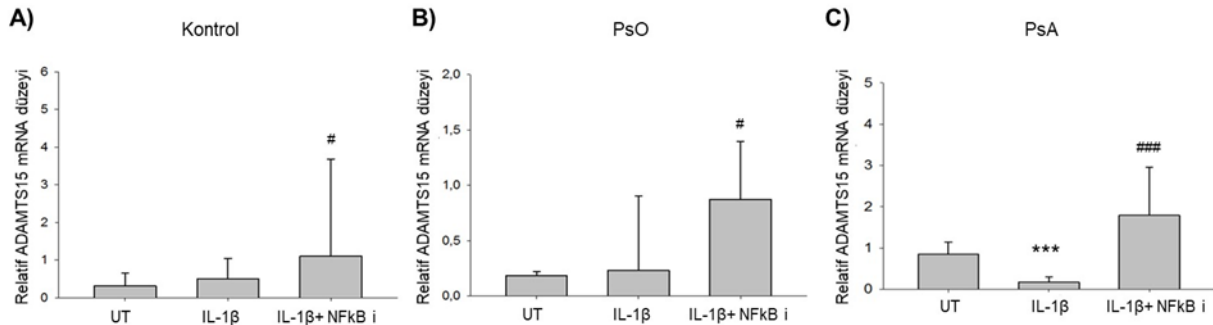 A)
Kontrol
Relatif ADAMTS15 mRNA düzeyi
6
5
4
3
2
1
0
#
UT
IL-1β
IL-1β+ NFkB i
B)
PsO
Relatif ADAMTS15 mRNA düzeyi
2,0
1,5
1,0
0,5
0,0
#
UT
IL-1β
IL-1β+ NFkB i
C)
PsA
Relatif ADAMTS15 mRNA düzeyi
5
4
3
2
1
0
***
###
UT
IL-1β
IL-1β+ NFkB i